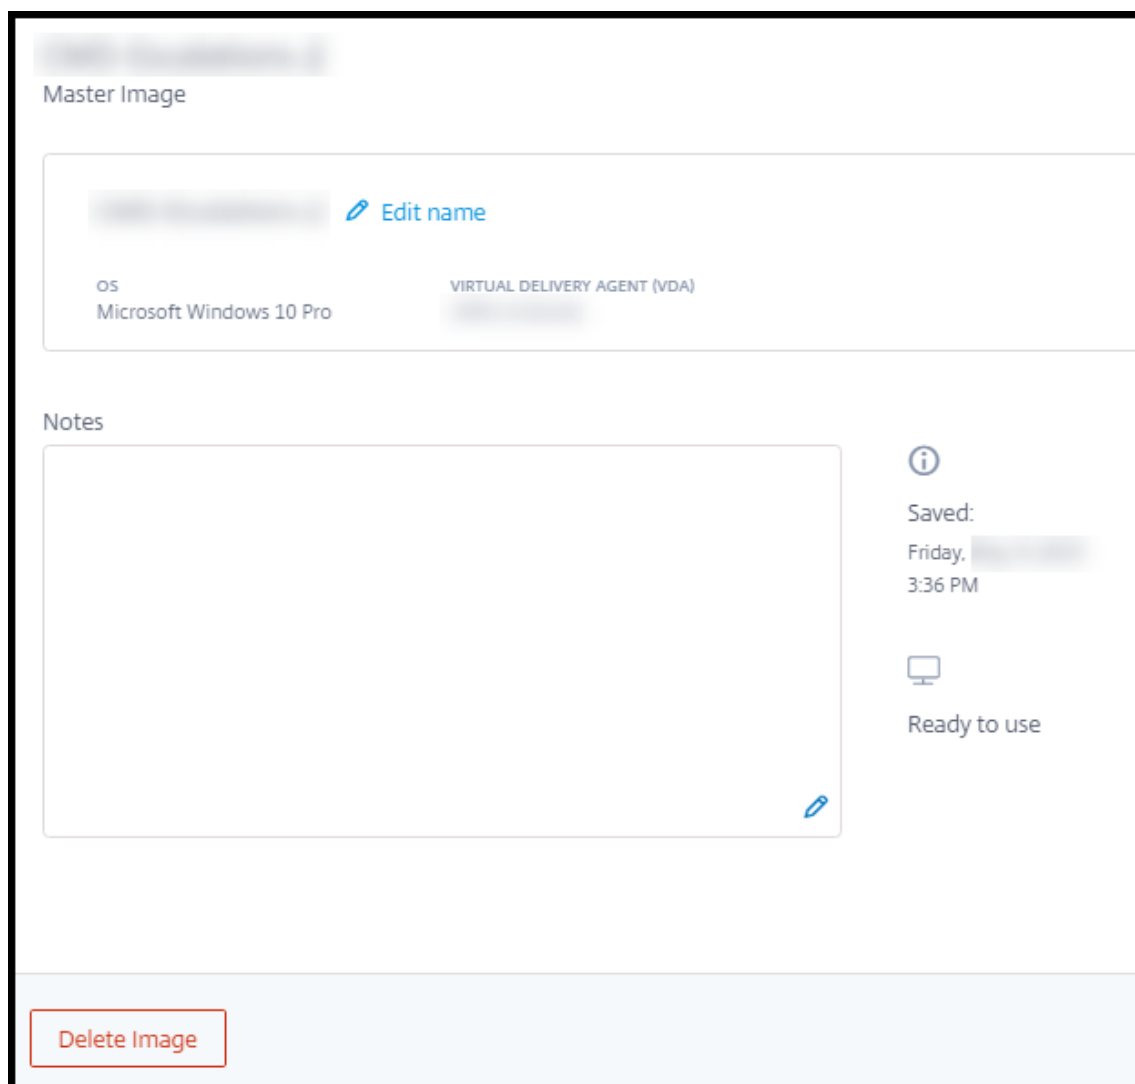 Master Image
Edit name
OS
Microsoft Windows 10 Pro
VIRTUAL DELIVERY AGENT (VDA)
Notes
Saved:
Friday,
3:36 PM
Ready to use
Delete Image